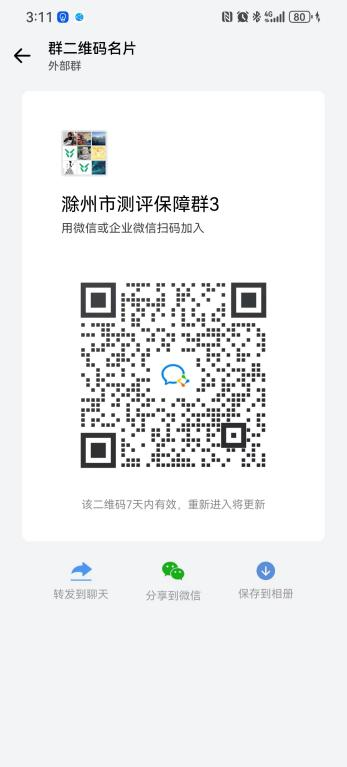 3:11
4G
80
群二维码名片
外部群
滁州市测评保障群3
用微信或企业微信扫码加入
该二维码7天内有效，重新进入将更新
转发到聊天
分享到微信
保存到相册